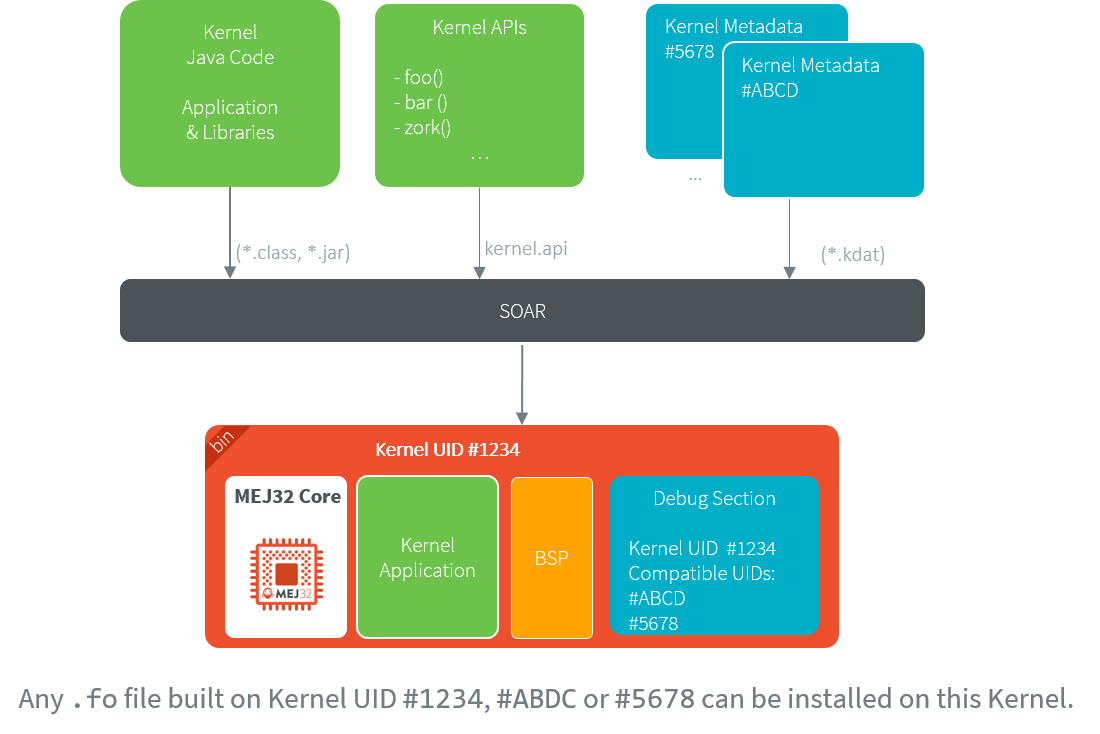 Kernel
Java Code
Application
& Libraries
Kernel APIs
- foo()
- bar ()
- zork()
...
Kernel Metadata
#5678
Kernel Metadata
#ABCD
...
(*.class, *.jar)
kernel.api
(*.kdat)
SOAR
bin
Kernel UID #1234
MEJ32 Core
MEJ32
Kernel
Application
BSP
Debug Section
Kernel UID #1234
Compatible UIDs:
#ABCD
#5678
Any .fo file built on Kernel UID #1234, #ABDC or #5678 can be installed on this Kernel.